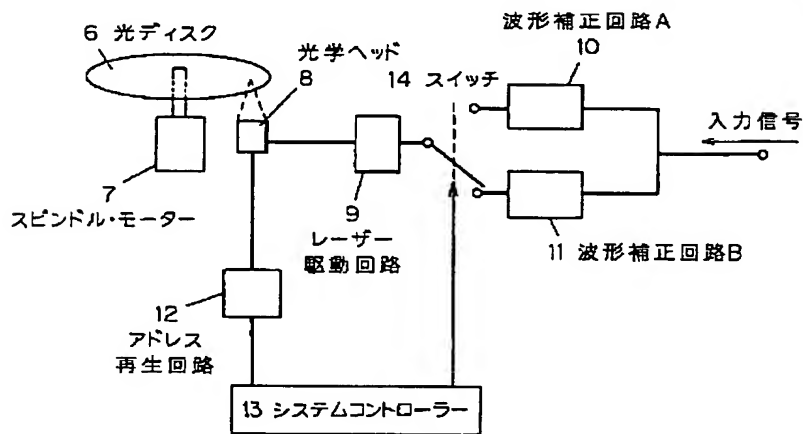 波形補正回路A
10
6 光ディスク
光学ヘッド
8
14 スイッチ
入力信号
7
スピンドル・モーター
9
レーザー
駆動回路
11 波形補正回路B
12
アドレス
再生回路
13 システムコントローラー